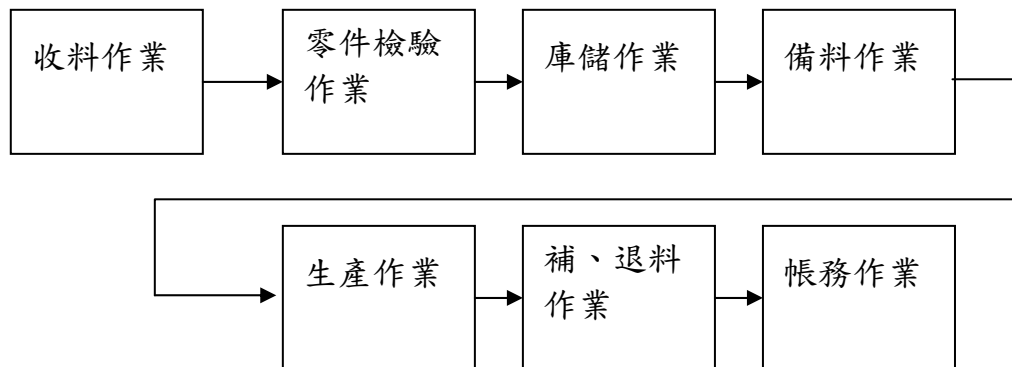 收料作業
零件檢驗
作業
庫儲作業
備料作業
生產作業
補、退料
作業
帳務作業